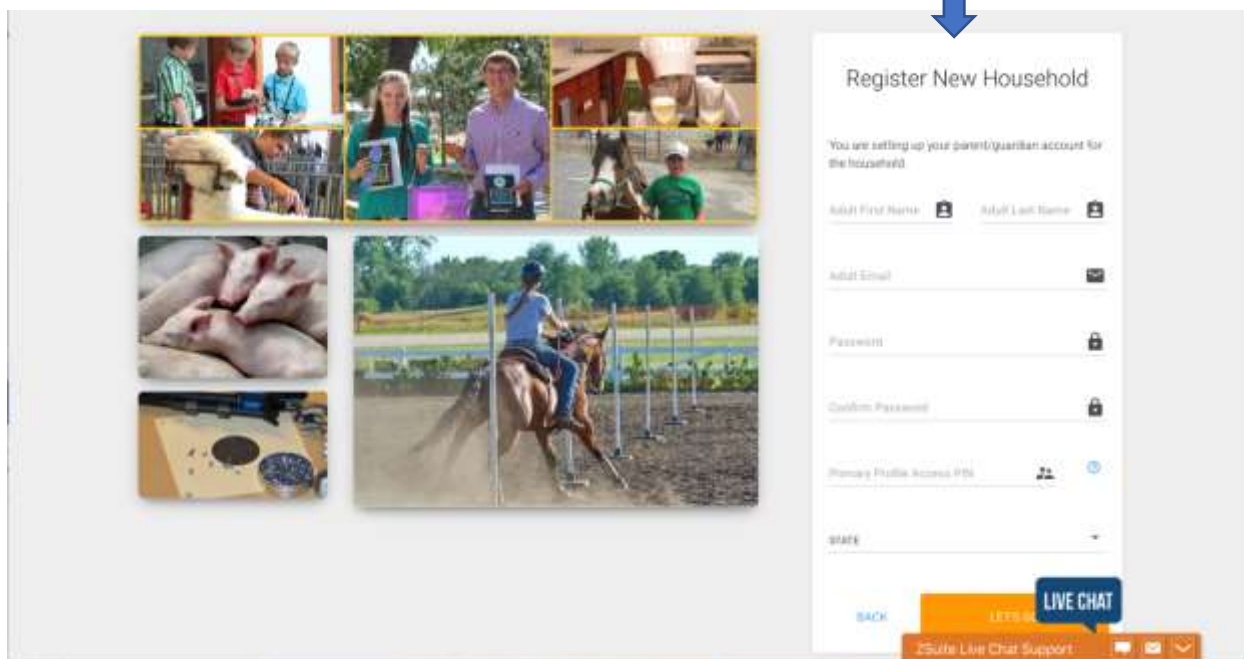 Register New Household
You are setting up your parent/guardian account for
the household
Adult First Name
Adult Last Name
Adult Email
Password
Confirm Password
Primary Profile Access PIN
STATE
BACK
LIVE CHAT
ZSuite Live Chat Support